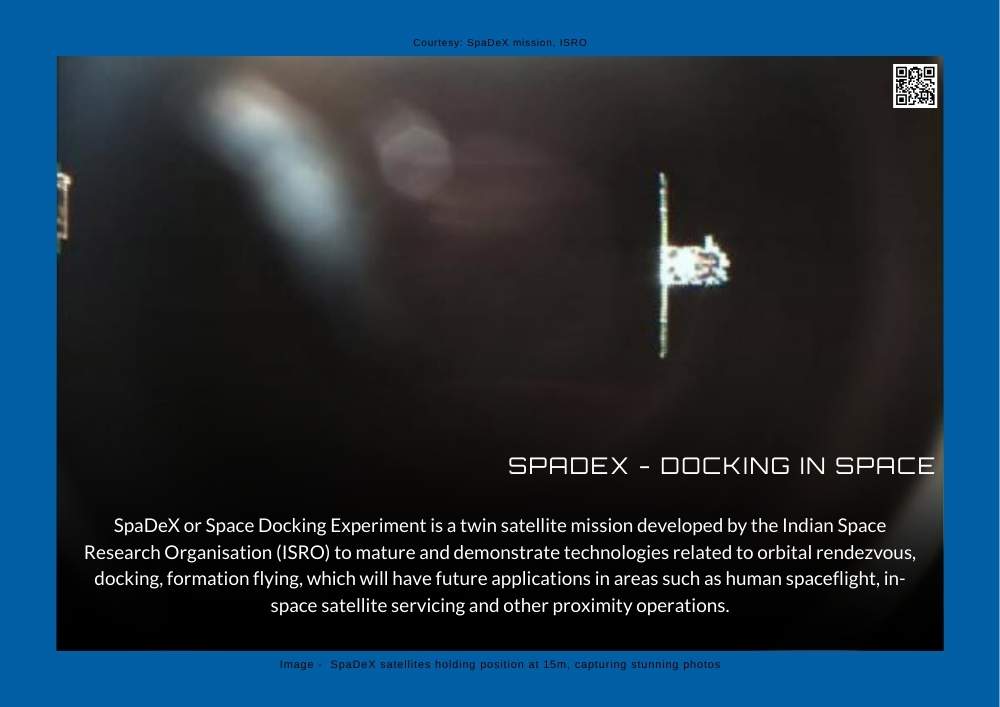 Courtesy: SpaDeX mission, ISRO
SPADEX - DOCKING IN SPACE
SpaDeX or Space Docking Experiment is a twin satellite mission developed by the Indian Space
Research Organisation (ISRO) to mature and demonstrate technologies related to orbital rendezvous,
docking, formation flying, which will have future applications in areas such as human spaceflight, in-
space satellite servicing and other proximity operations.
Image - SpaDeX satellites holding position at 15m, capturing stunning photos